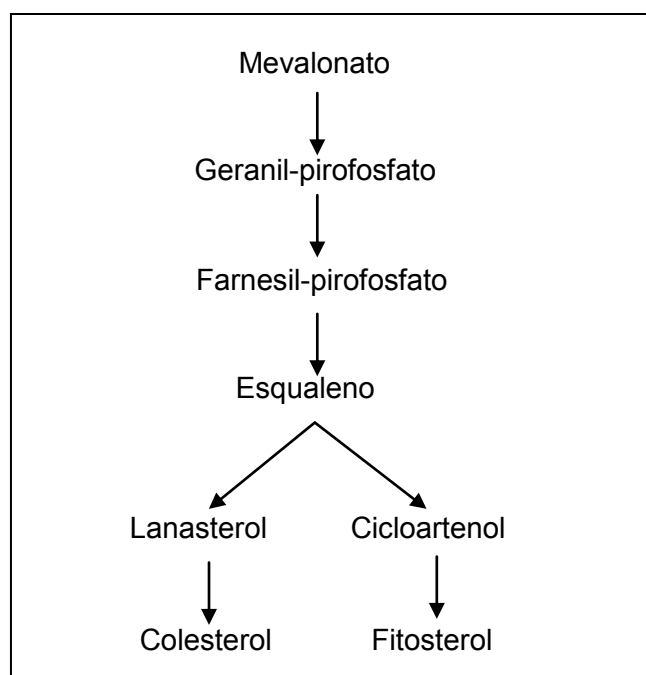 Mevalonato
Geranil-pirofosfato
Farnesil-pirofosfato
Esqualeno
Lanasterol Cicloartenol
Colesterol Fitosterol